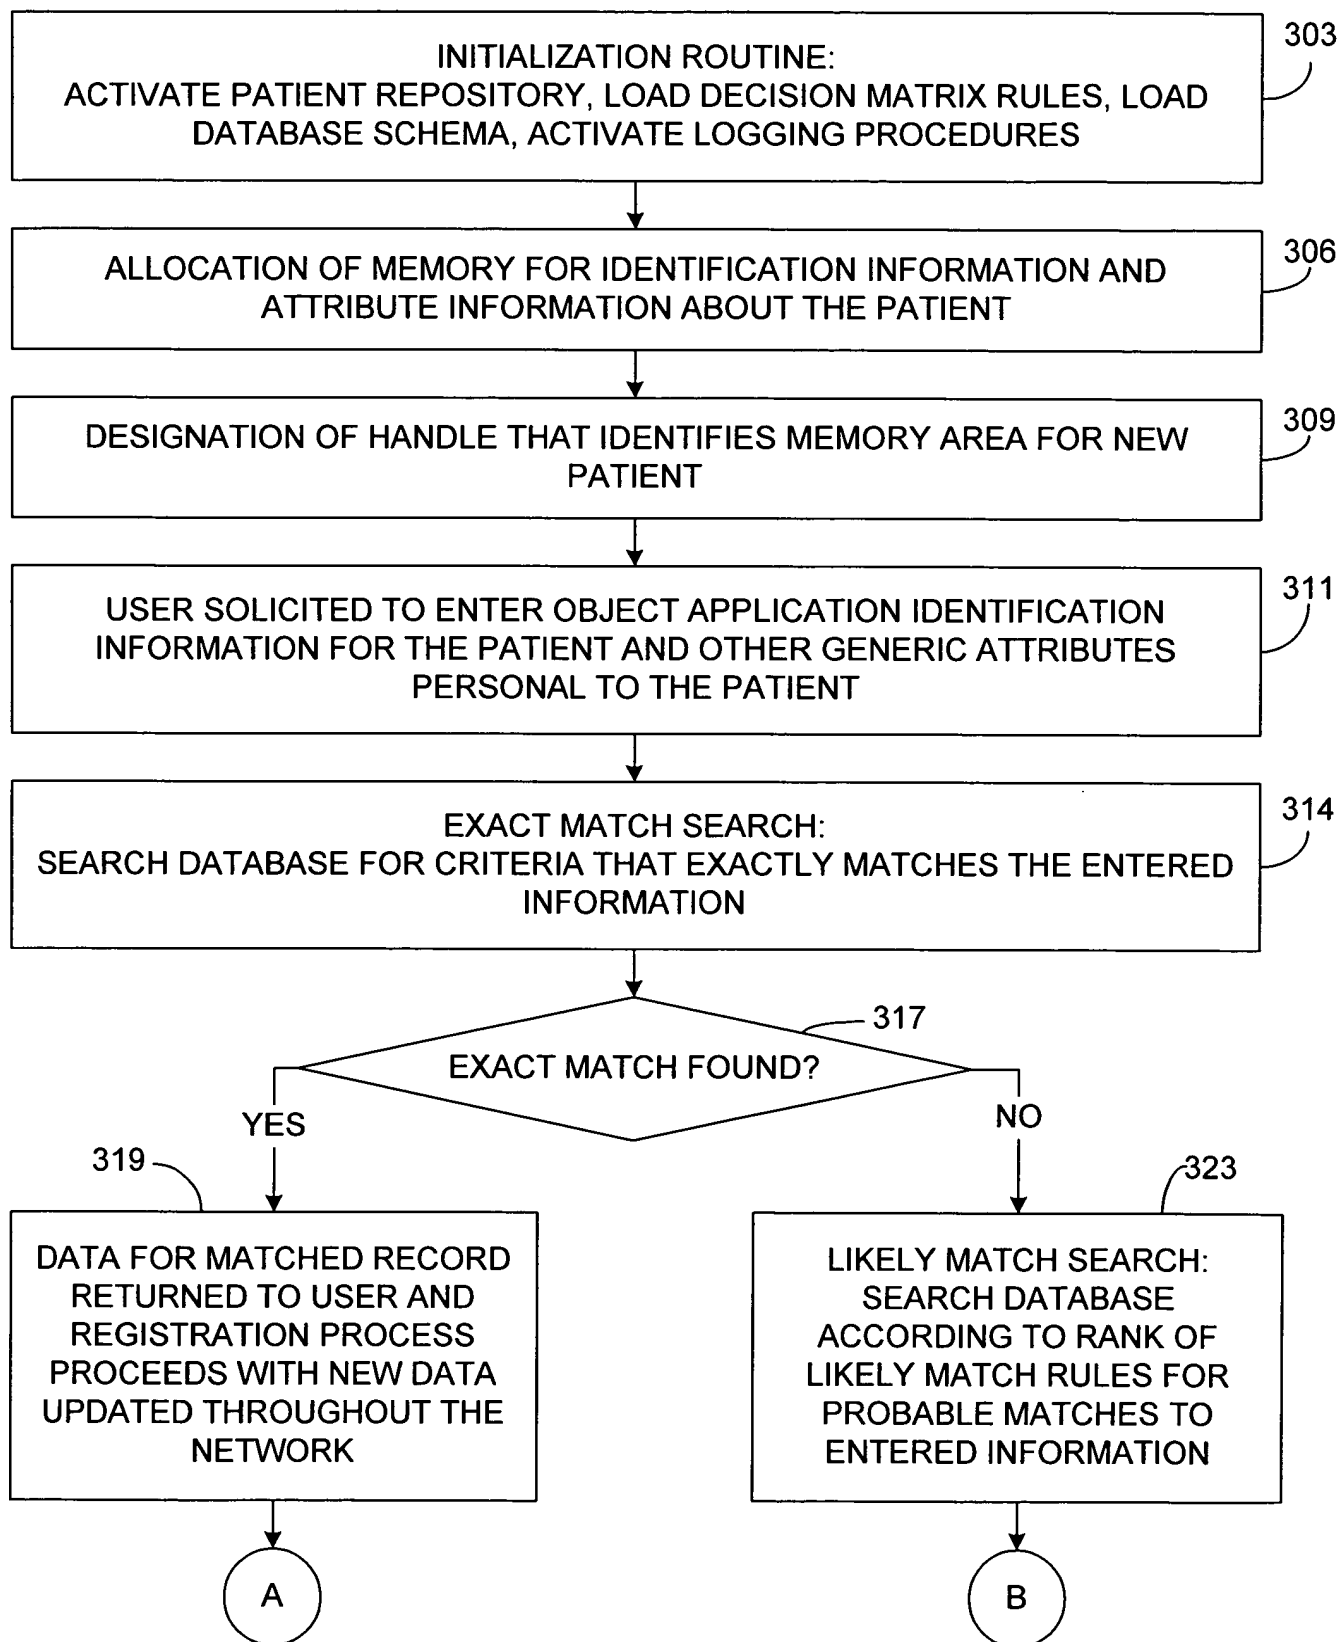 303
INITIALIZATION ROUTINE:
ACTIVATE PATIENT REPOSITORY, LOAD DECISION MATRIX RULES, LOAD
DATABASE SCHEMA, ACTIVATE LOGGING PROCEDURES
306
ALLOCATION OF MEMORY FOR IDENTIFICATION INFORMATION AND
ATTRIBUTE INFORMATION ABOUT THE PATIENT
309
DESIGNATION OF HANDLE THAT IDENTIFIES MEMORY AREA FOR NEW
PATIENT
311
USER SOLICITED TO ENTER OBJECT APPLICATION IDENTIFICATION
INFORMATION FOR THE PATIENT AND OTHER GENERIC ATTRIBUTES
PERSONAL TO THE PATIENT
314
EXACT MATCH SEARCH:
SEARCH DATABASE FOR CRITERIA THAT EXACTLY MATCHES THE ENTERED
INFORMATION
317
EXACT MATCH FOUND?
YES
NO
319
DATA FOR MATCHED RECORD
RETURNED TO USER AND
REGISTRATION PROCESS
PROCEEDS WITH NEW DATA
UPDATED THROUGHOUT THE
NETWORK
A
323
LIKELY MATCH SEARCH:
SEARCH DATABASE
ACCORDING TO RANK OF
LIKELY MATCH RULES FOR
PROBABLE MATCHES TO
ENTERED INFORMATION
B